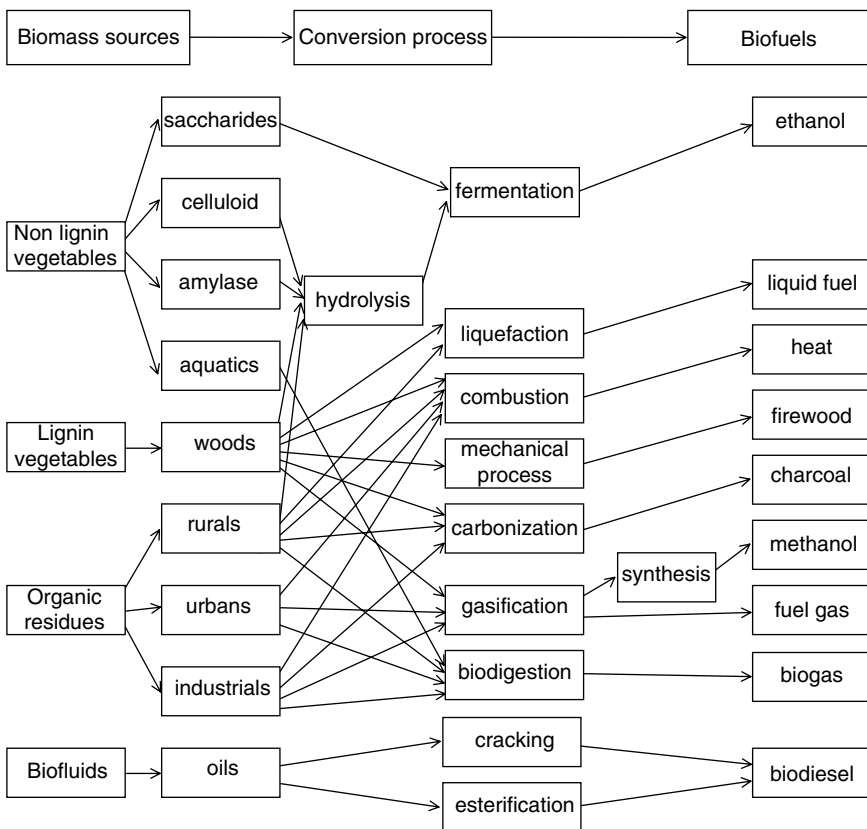 Biomass sources
Conversion process
Biofuels
saccharides
ethanol
fermentation
celluloid
Non lignin
vegetables
amylase
hydrolysis
liquid fuel
liquefaction
heat
aquatics
combustion
firewood
Lignin
vegetables
woods
mechanical
process
charcoal
rurals
carbonization
methanol
synthesis
Organic
residues
urbans
gasification
fuel gas
industrials
biodigestion
biogas
cracking
Biofluids
oils
biodiesel
esterification